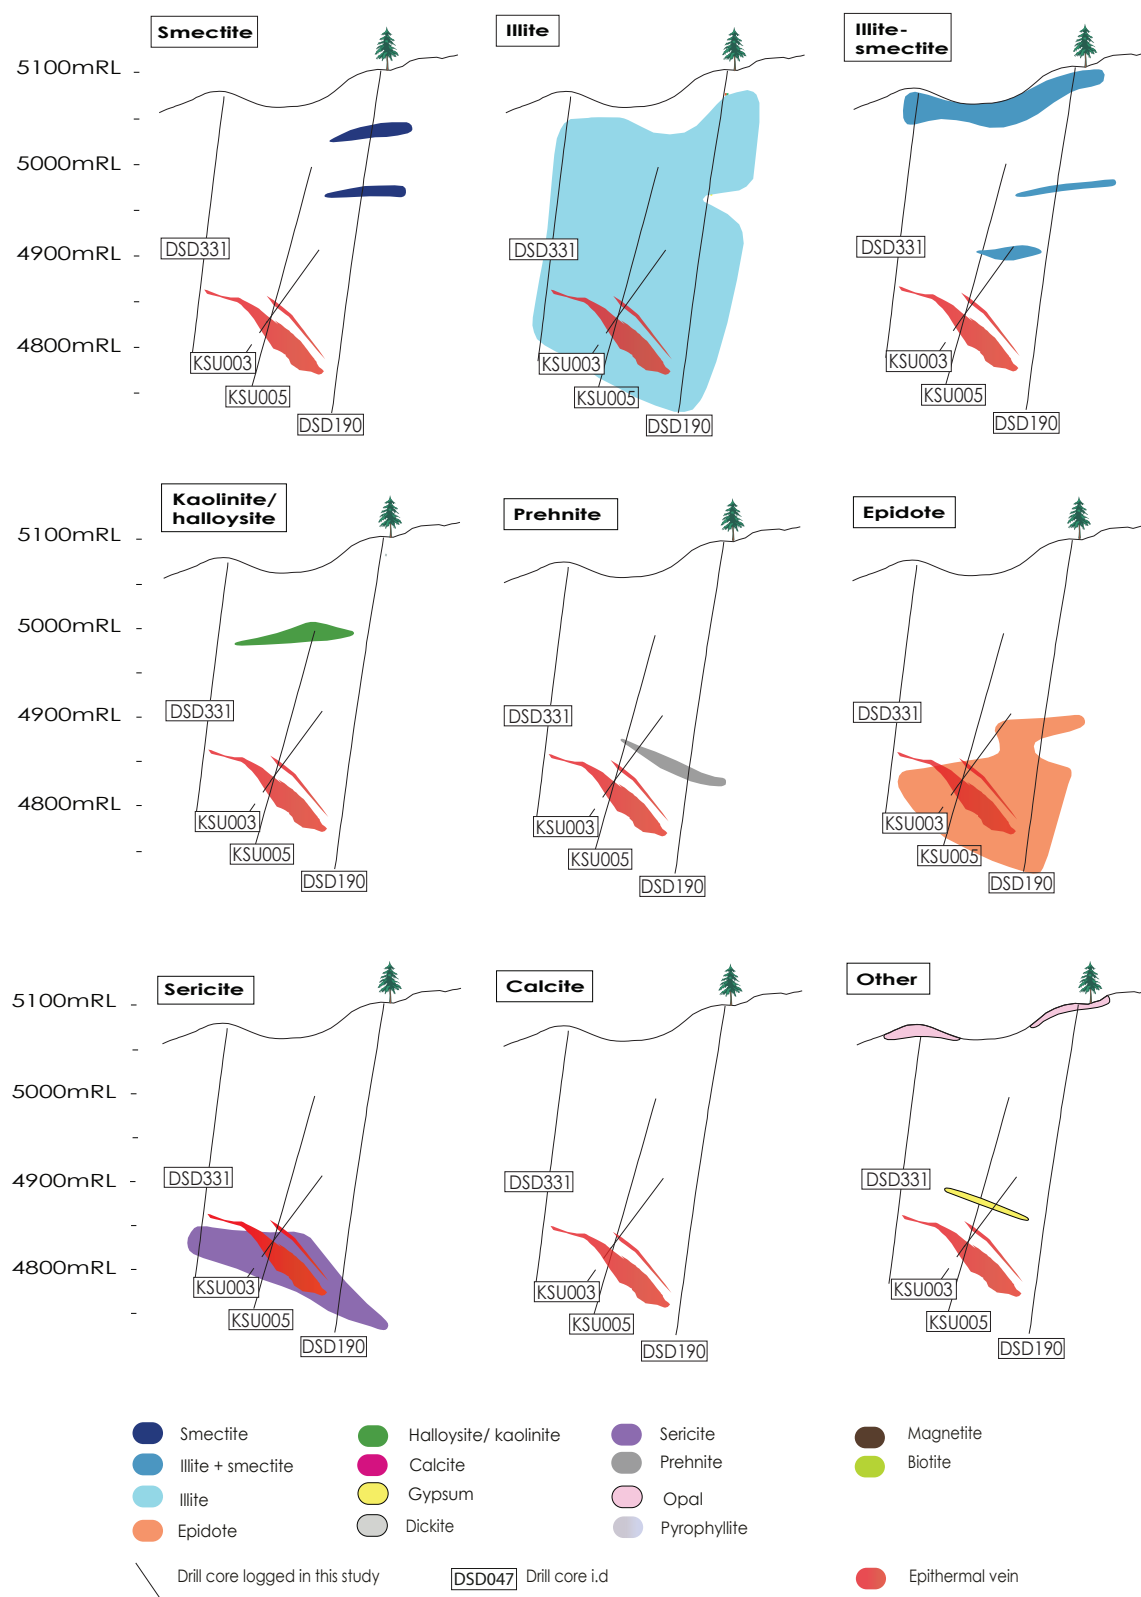 Smectite
Illite
Illite-
smectite
5100mRL
5000mRL
4900mRL
4800mRL
DSD331
KSU003
KSU005
DSD190
DSD331
KSU003
KSU005
DSD190
DSD331
KSU003
KSU005
DSD190
Kaolinite/
halloysite
Prehnite
Epidote
5100mRL
5000mRL
4900mRL
4800mRL
DSD331
KSU003
KSU005
DSD190
DSD331
KSU003
KSU005
DSD190
DSD331
KSU003
KSU005
DSD190
Sericite
Calcite
Other
5100mRL
5000mRL
4900mRL
4800mRL
DSD331
KSU003
KSU005
DSD190
DSD331
KSU003
KSU005
DSD190
DSD331
KSU003
KSU005
DSD190
Smectite
Illite + smectite
Illite
Epidote
Halloysite/ kaolinite
Calcite
Gypsum
Dickite
Sericite
Prehnite
Opal
Pyrophyllite
Magnetite
Biotite
Drill core logged in this study
DSD047 Drill core i.d
Epithermal vein